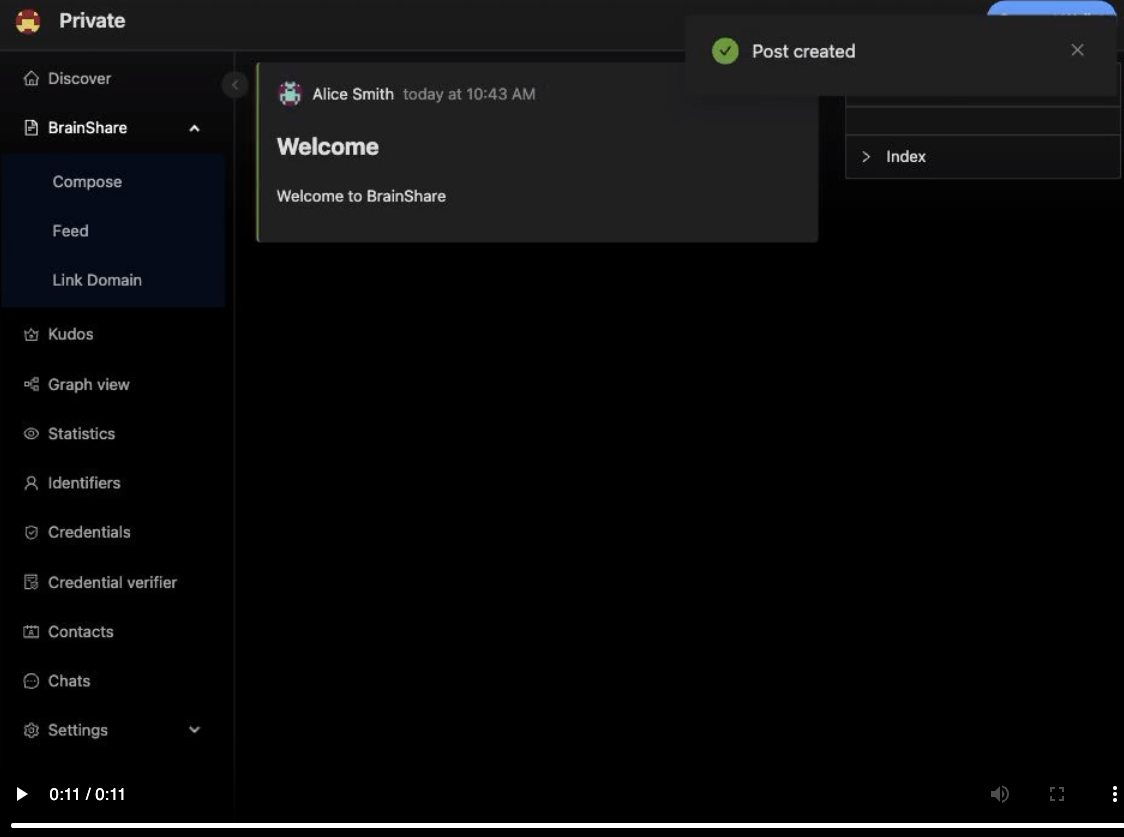 Private
Post created
Discover
BrainShare
Compose
Feed
Link Domain
Kudos
Graph view
Statistics
Identifiers
Credentials
Credential verifier
Contacts
Chats
Settings
Alice Smith today at 10:43 AM
Welcome
Welcome to BrainShare
Index
0:11 / 0:11